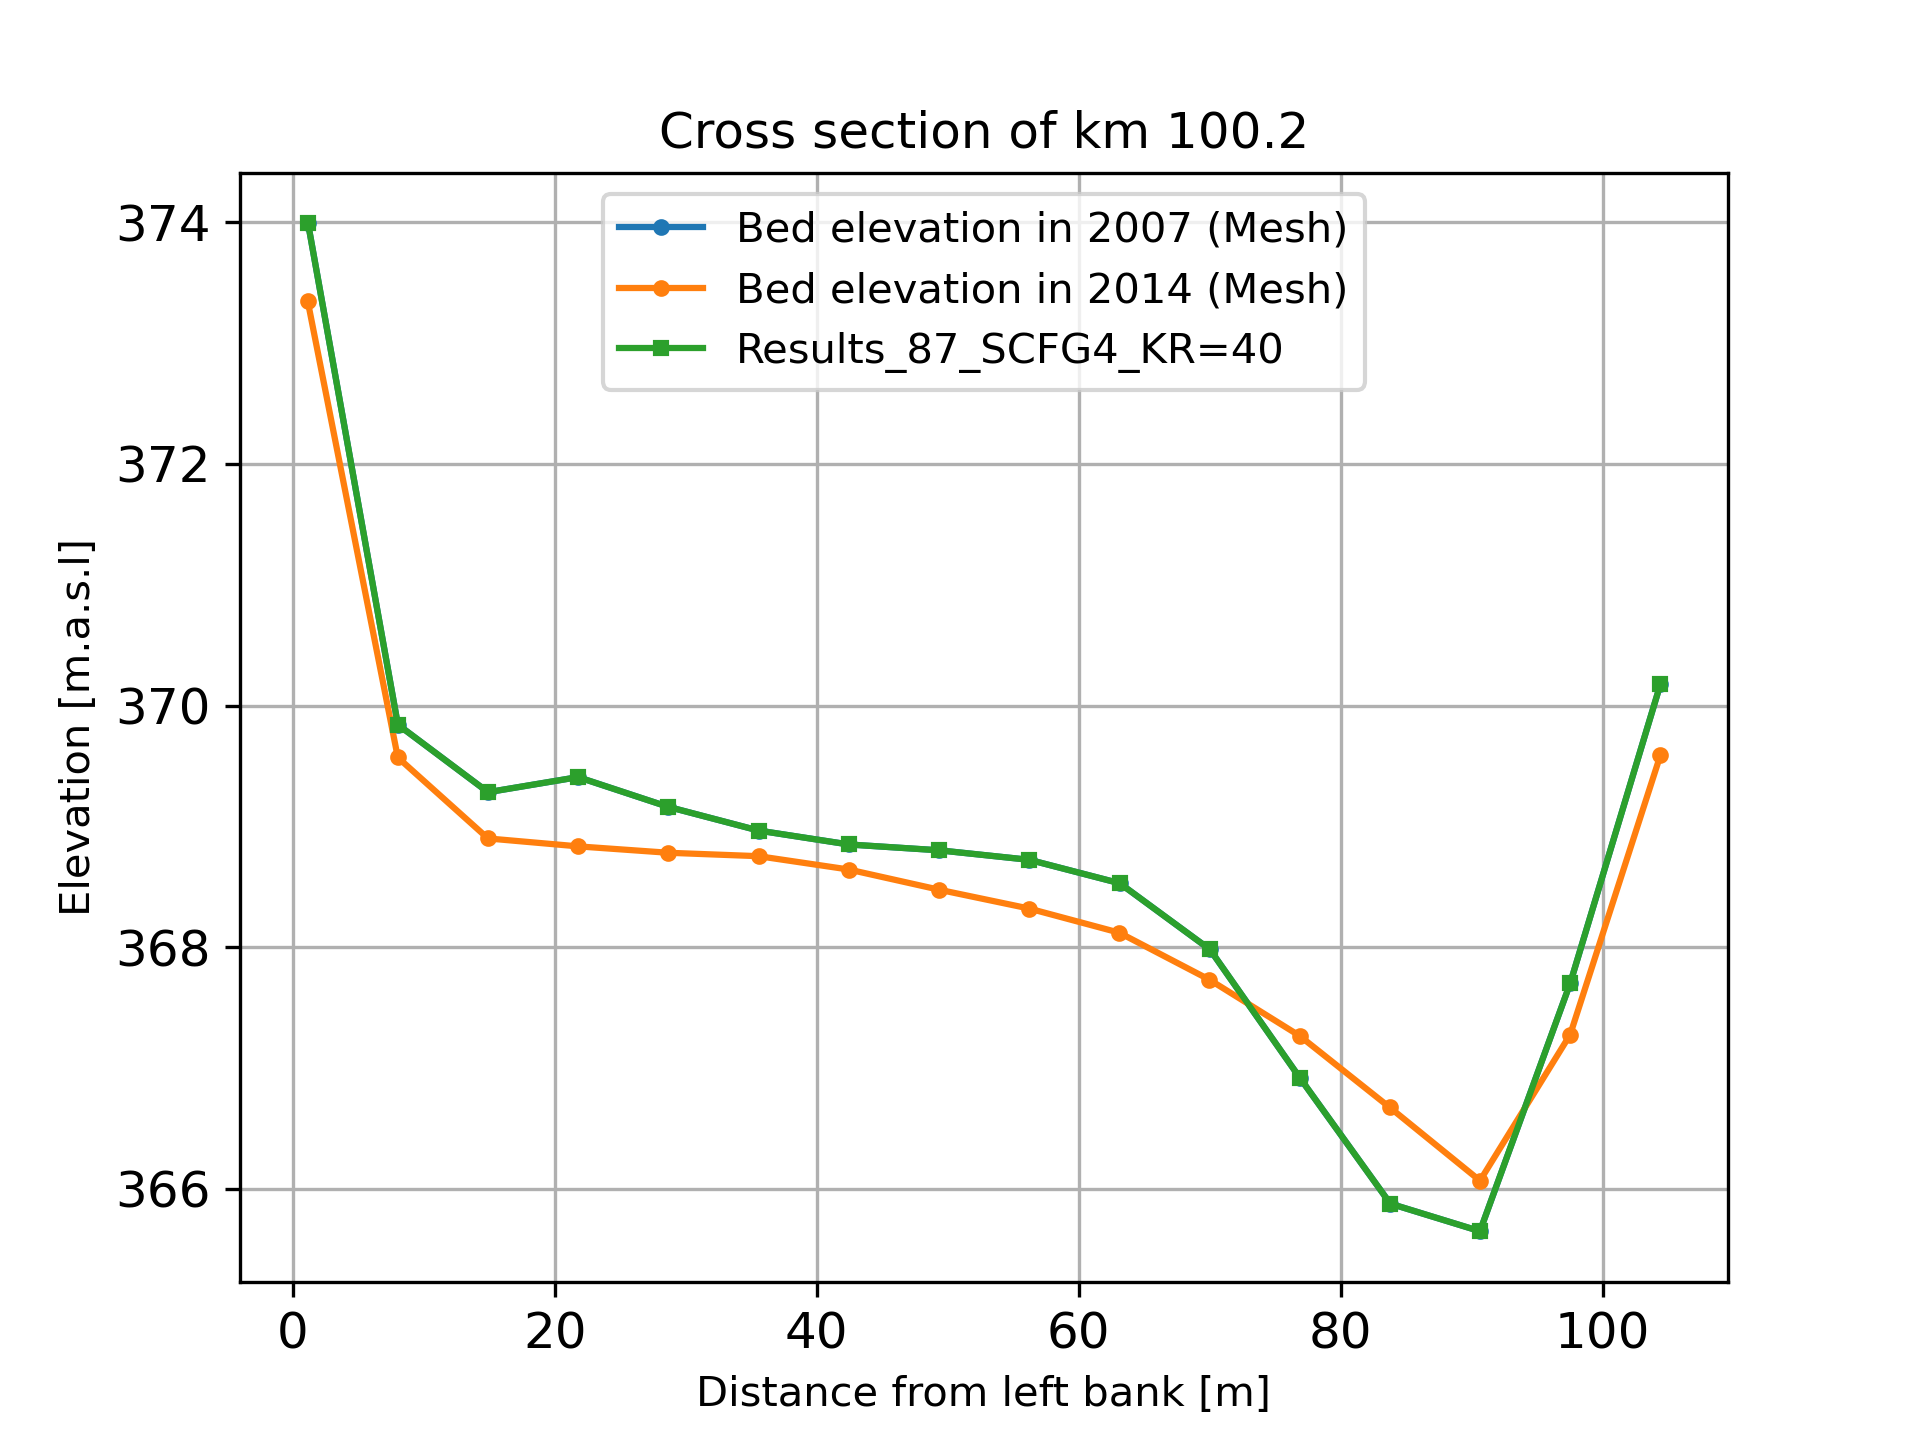 Cross section of km 100.2
Bed elevation in 2007 (Mesh)
Bed elevation in 2014 (Mesh)
Results_87_SCFG4_KR=40
Elevation [m.a.s.l]
374
372
370
368
366
0 20 40 60 80 100
Distance from left bank [m]